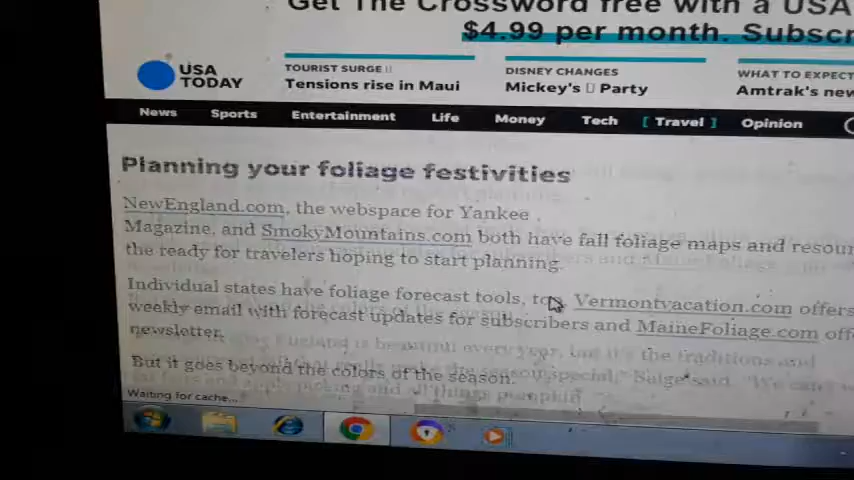 Get The Crossword free with a USA
$4.99 per month. Subscr
USA TODAY
TOURIST SURGE
Tensions rise in Maui
DISNEY CHANGES
Mickey's Party
WHAT TO EXPECT
Amtrak's new
News Sports Entertainment Life Money Tech [ Travel ] Opinion
Planning your foliage festivities
NewEngland.com, the webspace for Yankee
Magazine, and SmokyMountains.com both have fall foliage maps and resour
the ready for travelers hoping to start planning.
Individual states have foliage forecast tools, too. Vermontvacation.com offers
weekly email with forecast updates for subscribers and MaineFoliage.com offe
newsletter.
But it goes beyond the colors of the season.
Waiting for cache...